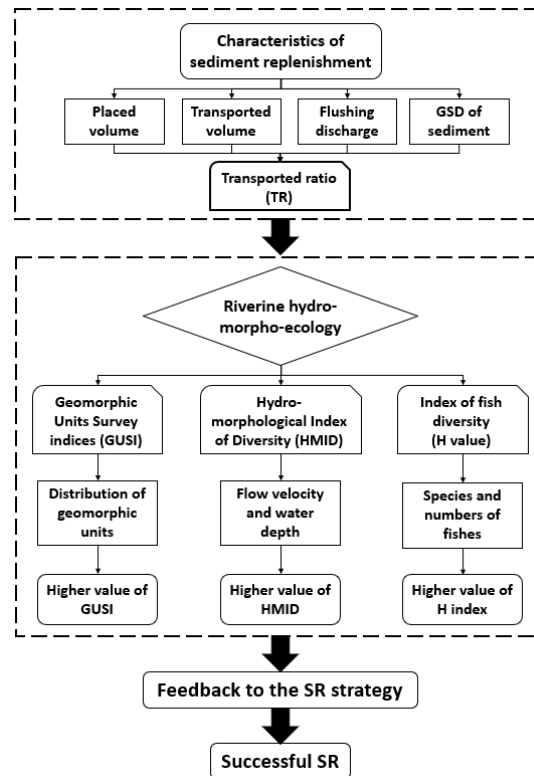 Characteristics of
sediment replenishment
Placed
volume
Transported
volume
Flushing
discharge
GSD of
sediment
Transported ratio
(TR)
Riverine hydro-
morpho-ecology
Geomorphic
Units Survey
indices (GUSI)
Hydro-
morphological Index
of Diversity (HMID)
Index of fish
diversity
(H value)
Distribution of
geomorphic
units
Flow velocity
and water
depth
Species and
numbers of
fishes
Higher value of
GUSI
Higher value of
HMID
Higher value of
H index
Feedback to the SR strategy
Successful SR